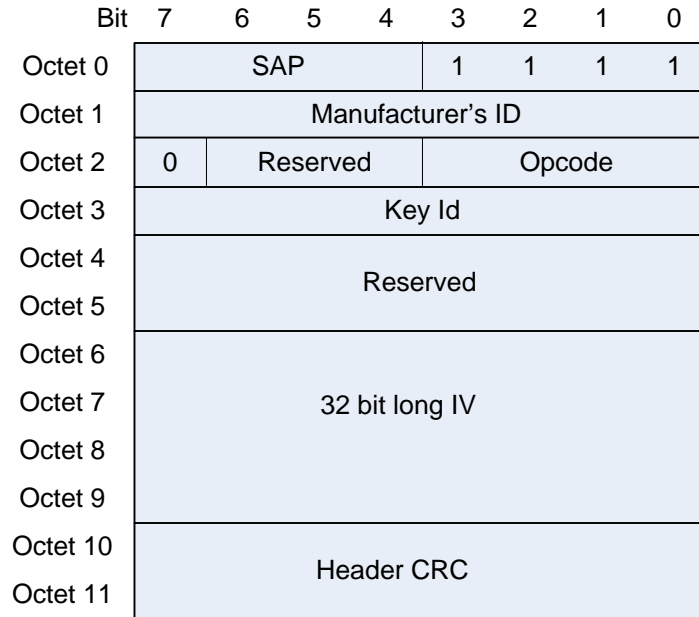 Bit 7 6 5 4 3 2 1 0
Octet 0 SAP 1 1 1 1
Octet 1 Manufacturer's ID
Octet 2 0 Reserved Opcode
Octet 3 Key Id
Octet 4
Reserved
Octet 5
Octet 6
Octet 7 32 bit long IV
Octet 8
Octet 9
Octet 10
Header CRC
Octet 11